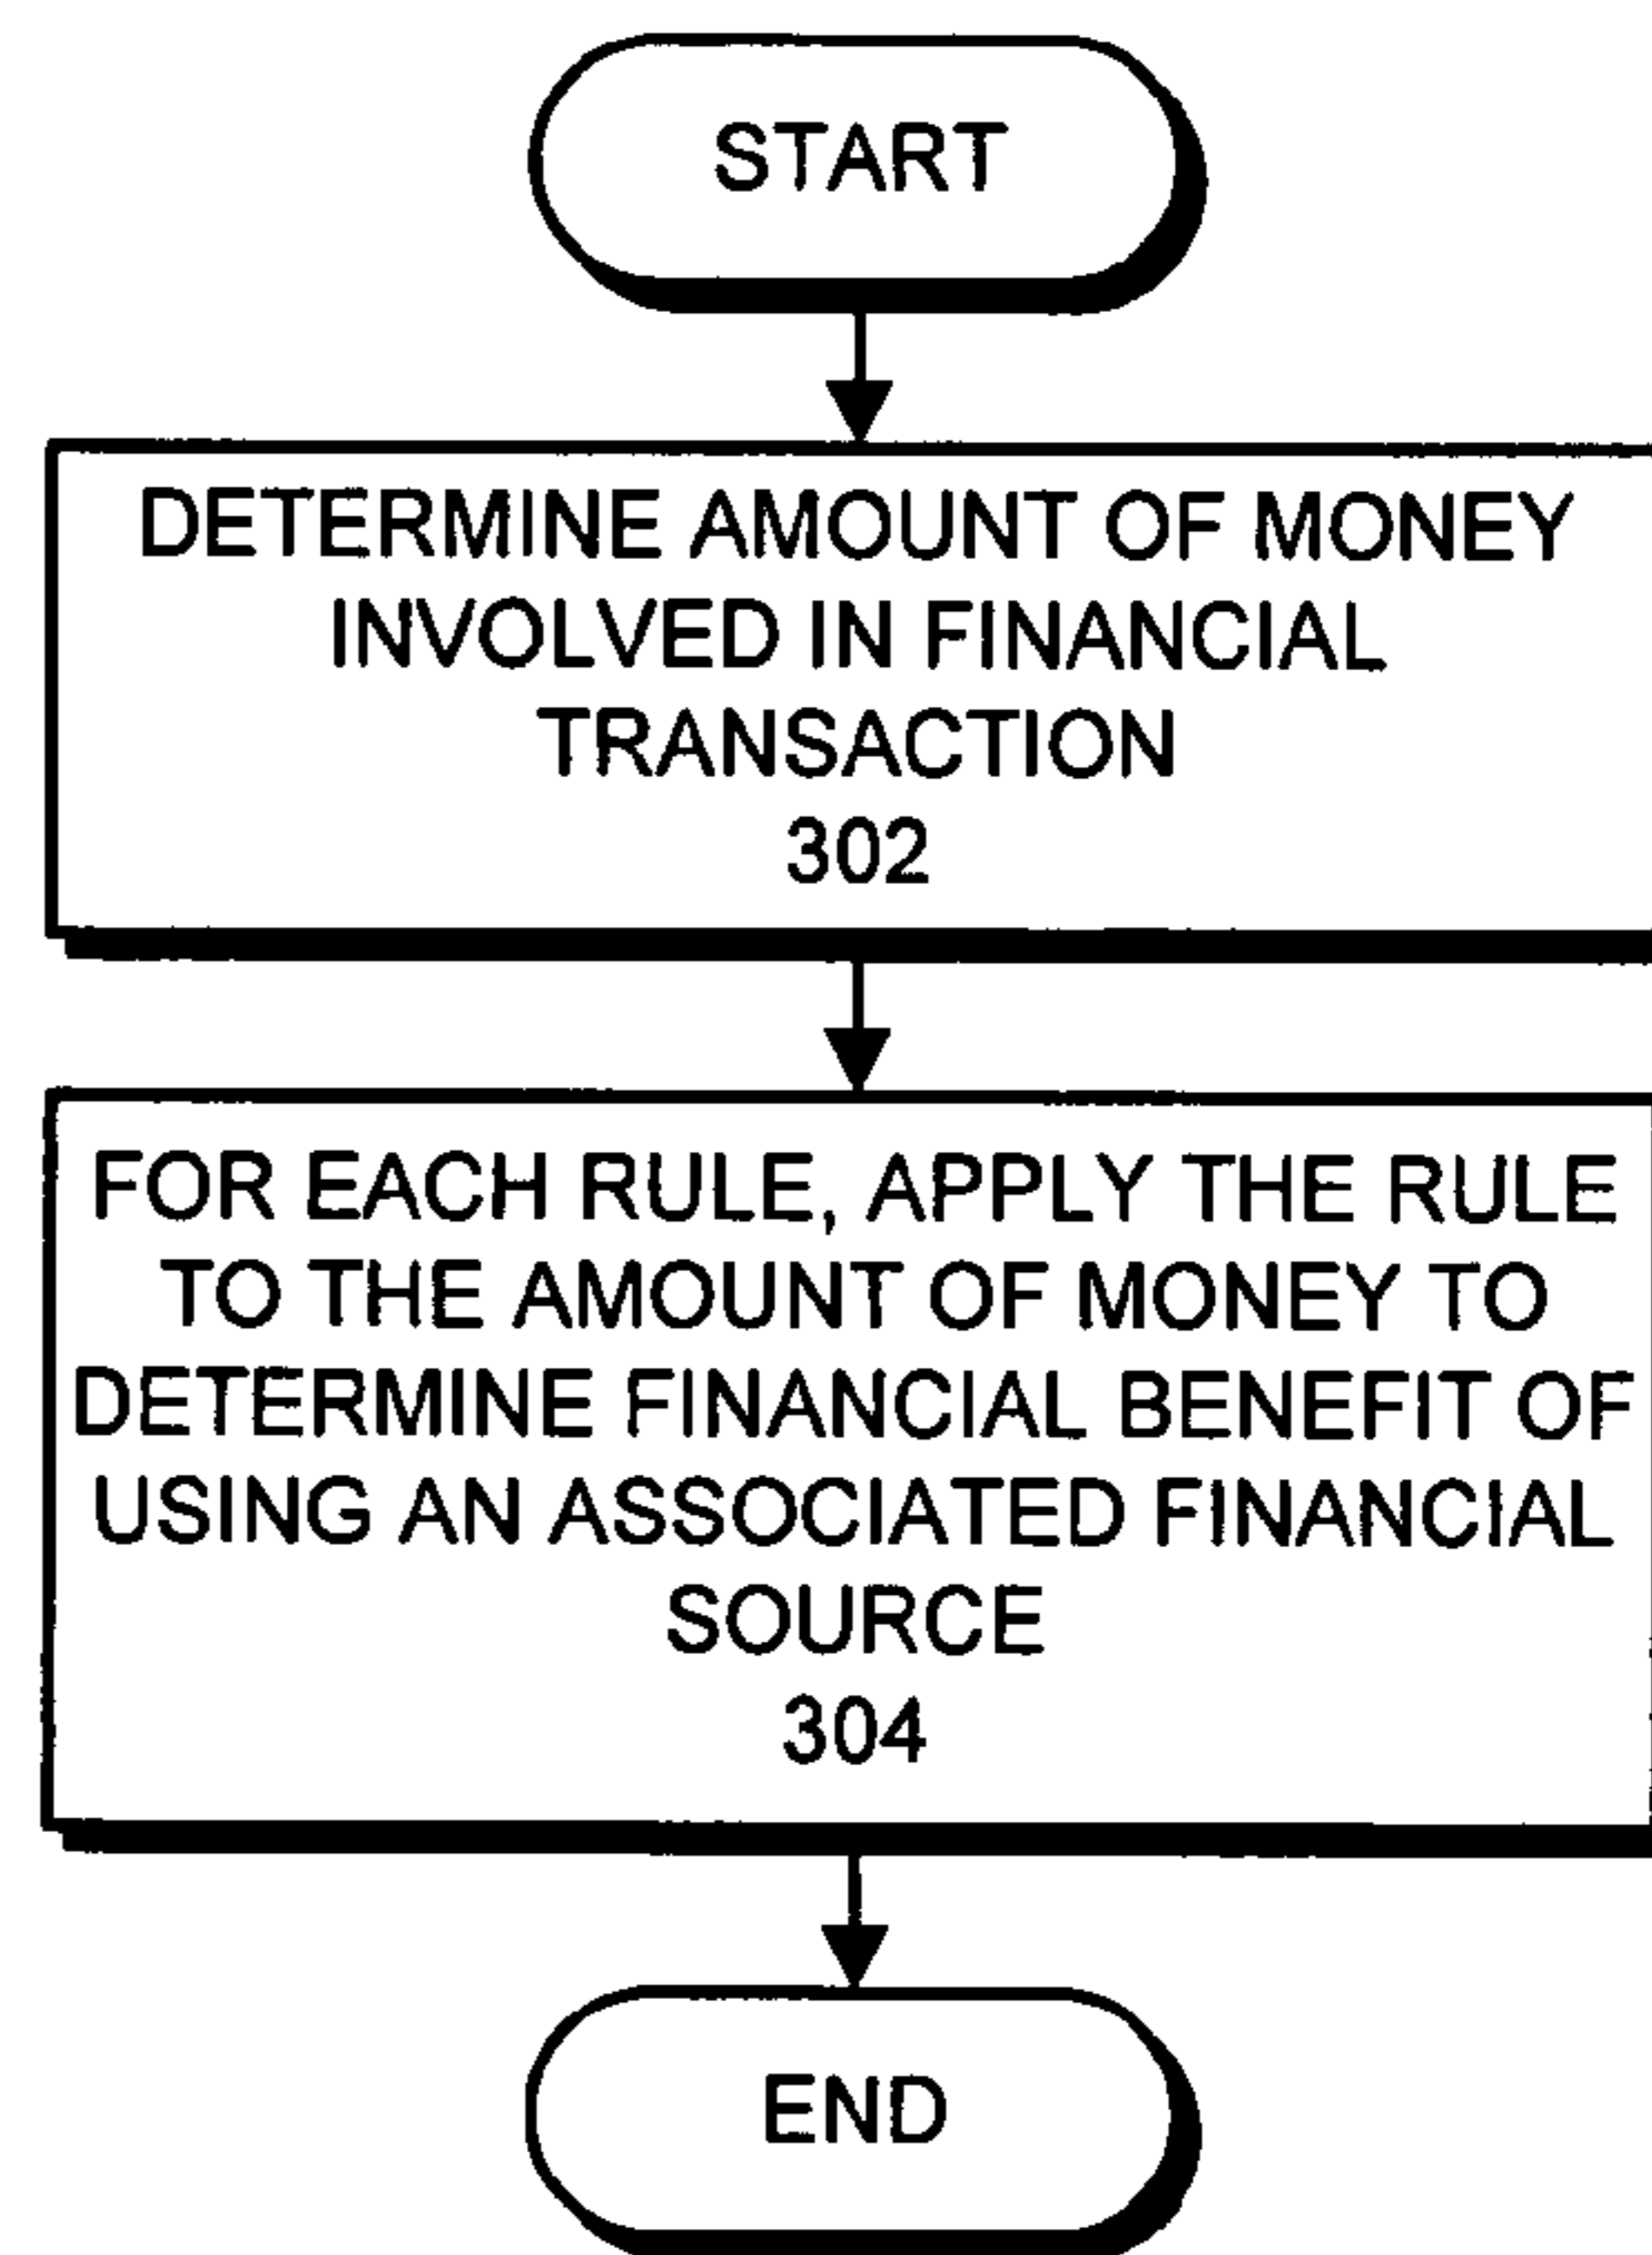 START
DETERMINE AMOUNT OF MONEY
INVOLVED IN FINANCIAL
TRANSACTION
302
FOR EACH RULE, APPLY THE RULE
TO THE AMOUNT OF MONEY TO
DETERMINE FINANCIAL BENEFIT OF
USING AN ASSOCIATED FINANCIAL
SOURCE
304
END